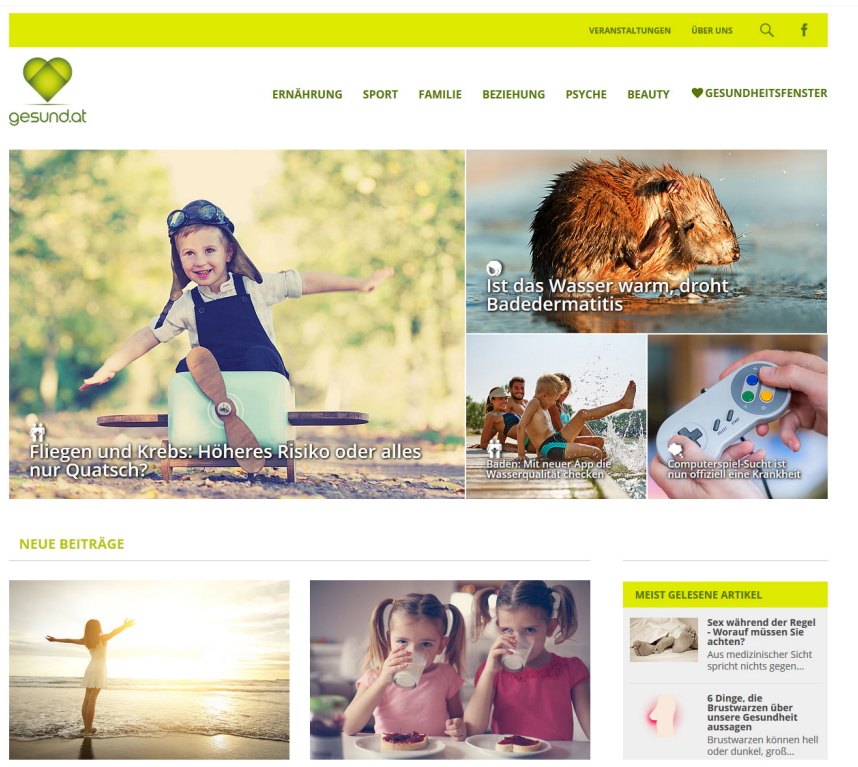 VERANSTALTUNGEN ÜBER UNS
gesund.at
ERNÄHRUNG SPORT FAMILIE BEZIEHUNG PSYCHE BEAUTY GESUNDHEITSFENSTER
Fliegen und Krebs: Höheres Risiko oder alles
nur Quatsch?
Ist das Wasser warm, droht
Badedermatitis
Baden: Mit neuer App die
Wasserqualität checken
Computerspiel-Sucht ist
nun offiziell eine Krankheit
NEUE BEITRÄGE
MEIST GELESENE ARTIKEL
Sex während der Regel
- Worauf müssen Sie
achten?
Aus medizinischer Sicht
spricht nichts gegen...
6 Dinge, die
Brustwarzen über
unsere Gesundheit
aussagen
Brustwarzen können hell
oder dunkel, groß...